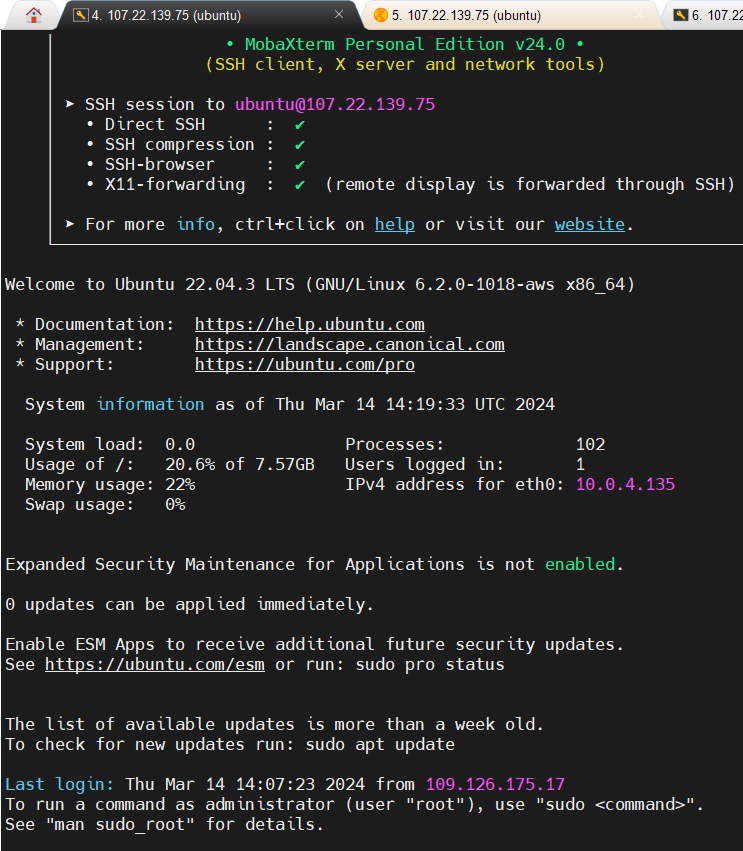 4. 107.22.139.75 (ubuntu)
5. 107.22.139.75 (ubuntu)
6. 107.22
• MobaXterm Personal Edition v24.0 •
(SSH client, X server and network tools)
➤ SSH session to ubuntu@107.22.139.75
• Direct SSH : ✔
• SSH compression : ✔
• SSH-browser : ✔
• X11-forwarding : ✔ (remote display is forwarded through SSH)
➤ For more info, ctrl+click on help or visit our website.
Welcome to Ubuntu 22.04.3 LTS (GNU/Linux 6.2.0-1018-aws x86_64)
* Documentation: https://help.ubuntu.com
* Management: https://landscape.canonical.com
* Support: https://ubuntu.com/pro
System information as of Thu Mar 14 14:19:33 UTC 2024
System load: 0.0 Processes: 102
Usage of /: 20.6% of 7.57GB Users logged in: 1
Memory usage: 22% IPv4 address for eth0: 10.0.4.135
Swap usage: 0%
Expanded Security Maintenance for Applications is not enabled.
0 updates can be applied immediately.
Enable ESM Apps to receive additional future security updates.
See https://ubuntu.com/esm or run: sudo pro status
The list of available updates is more than a week old.
To check for new updates run: sudo apt update
Last login: Thu Mar 14 14:07:23 2024 from 109.126.175.17
To run a command as administrator (user "root"), use "sudo <command>".
See "man sudo_root" for details.